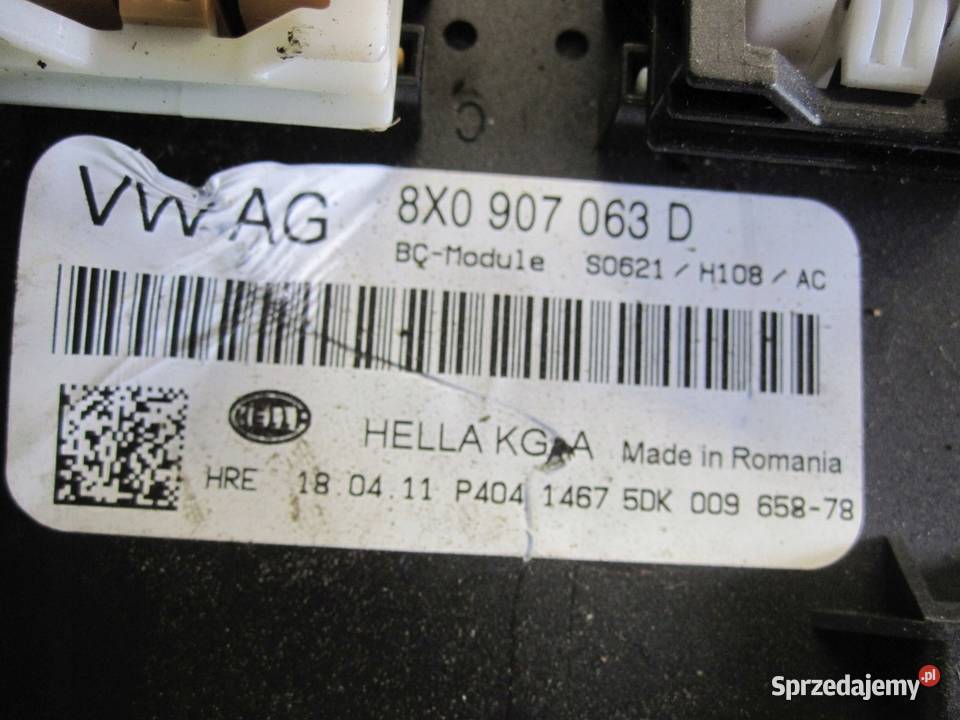 VW AG 8X0 907 063 D
BC-Module S0621 / H108 / AC
HELLA
HELLA KGaA Made in Romania
HRE 18.04.11 P404 1467 5DK 009 658-78
Sprzedajemy.pl